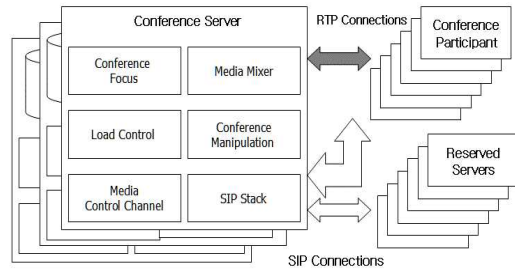 Conference Server
Conference
Focus
Media Mixer
Load Control
Conference
Manipulation
Media
Control Channel
SIP Stack
RTP Connections
Conference
Participant
Reserved
Servers
SIP Connections